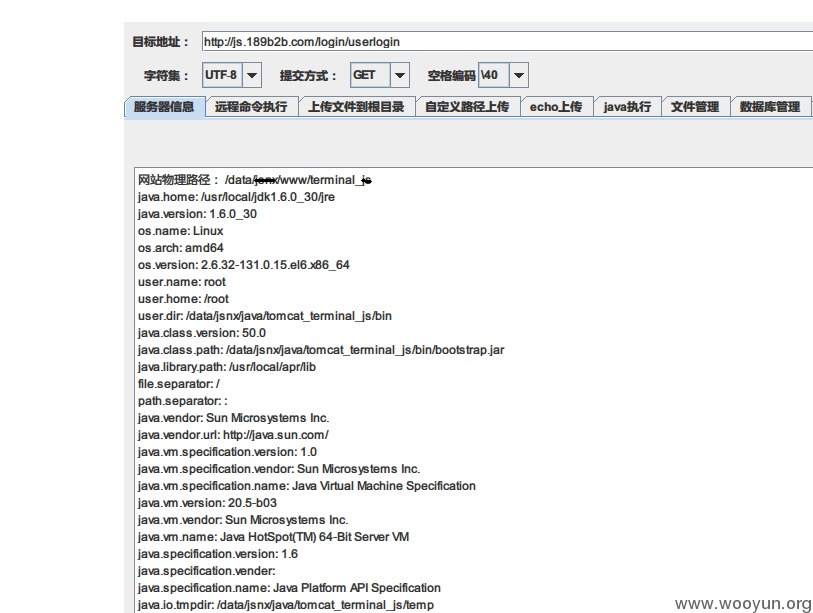 目标地址： http://js.189b2b.com/login/userlogin
字符集： UTF-8 提交方式： GET 空格编码 \40
服务器信息 远程命令执行 上传文件到根目录 自定义路径上传 echo上传 java执行 文件管理 数据库管理
网站物理路径： /data/ /www/terminal_
java.home: /usr/local/jdk1.6.0_30/jre
java.version: 1.6.0_30
os.name: Linux
os.arch: amd64
os.version: 2.6.32-131.0.15.el6.x86_64
user.name: root
user.home: /root
user.dir: /data/jsnx/java/tomcat_terminal_js/bin
java.class.version: 50.0
java.class.path: /data/jsnx/java/tomcat_terminal_js/bin/bootstrap.jar
java.library.path: /usr/local/apr/lib
file.separator: /
path.separator: :
java.vendor: Sun Microsystems Inc.
java.vendor.url: http://java.sun.com/
java.vm.specification.version: 1.0
java.vm.specification.vendor: Sun Microsystems Inc.
java.vm.specification.name: Java Virtual Machine Specification
java.vm.version: 20.5-b03
java.vm.vendor: Sun Microsystems Inc.
java.vm.name: Java HotSpot(TM) 64-Bit Server VM
java.specification.version: 1.6
java.specification.vender:
java.specification.name: Java Platform API Specification
java.io.tmpdir: /data/jsnx/java/tomcat_terminal_js/temp
www.wooyun.org